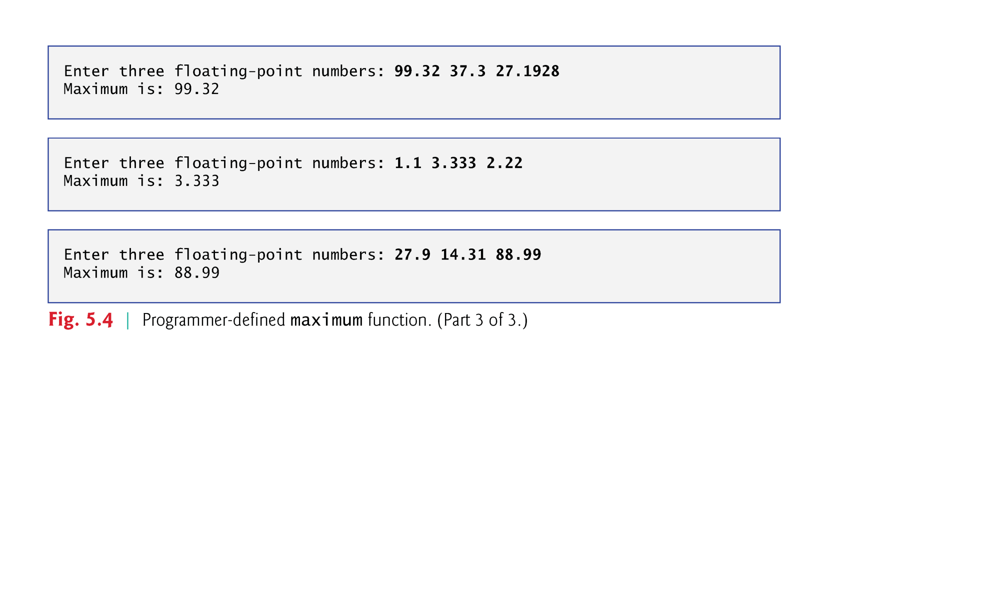 Enter three floating-point numbers: 99.32 37.3 27.1928
Maximum is: 99.32
Enter three floating-point numbers: 1.1 3.333 2.22
Maximum is: 3.333
Enter three floating-point numbers: 27.9 14.31 88.99
Maximum is: 88.99
Fig. 5.4 | Programmer-defined maximum function. (Part 3 of 3.)